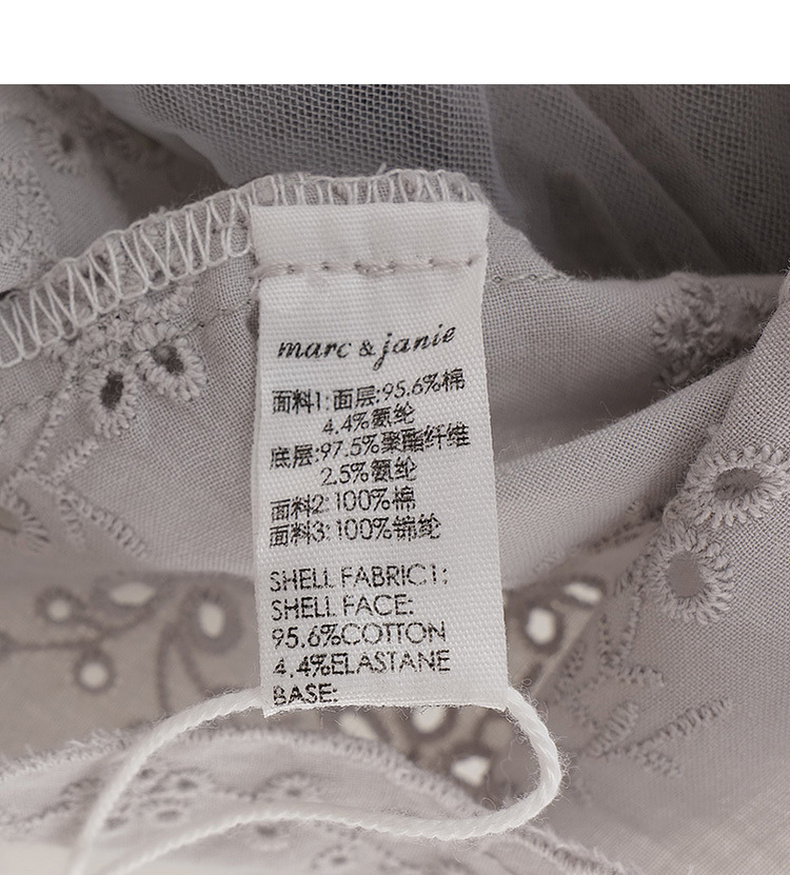 marc & janie
面料1:面层:95.6%棉
4.4%氨纶
底层:97.5%聚酯纤维
2.5%氨纶
面料2:100%棉
面料3:100%锦纶
SHELL FABRIC1:
SHELL FACE:
95.6%COTTON
4.4%ELASTANE
BASE: